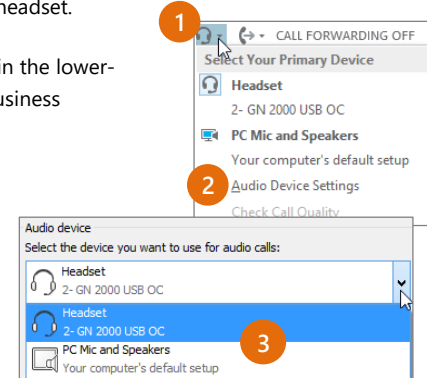 headset.
in the lower-
usiness
1
CALL FORWARDING OFF
Select Your Primary Device
Headset
2- GN 2000 USB OC
PC Mic and Speakers
Your computer's default setup
2
Audio Device Settings
Check Call Quality
Audio device
Select the device you want to use for audio calls:
Headset
2- GN 2000 USB OC
Headset
2- GN 2000 USB OC
3
PC Mic and Speakers
Your computer's default setup